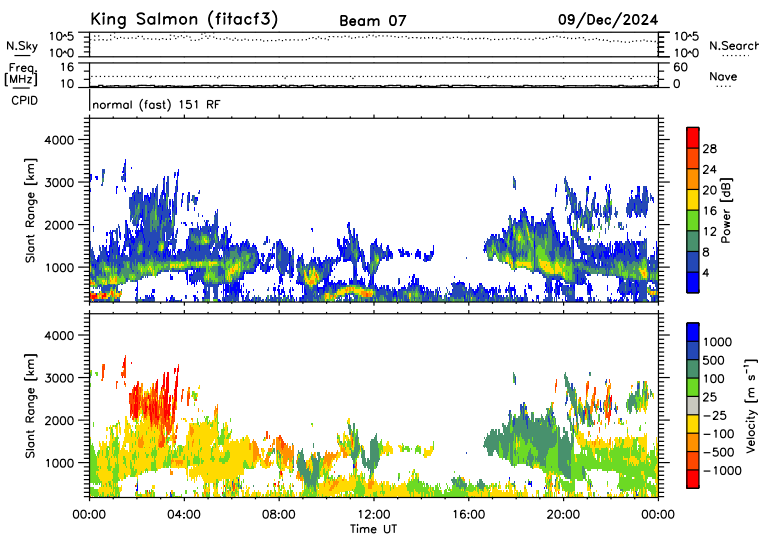 King Salmon (fitacf3) Beam 07 09/Dec/2024
N.Sky 10^5 10^0 10^5 10^0 N.Search
Freq. [MHz] 16 10 60 0 Nave
CPID normal (fast) 151 RF
Slant Range [km]
4000
3000
2000
1000
28
24
20
16
12
8
4
Power [dB]
Slant Range [km]
4000
3000
2000
1000
1000
500
100
25
-25
-100
-500
-1000
Velocity [m s⁻¹]
00:00 04:00 08:00 12:00 16:00 20:00 00:00
Time UT